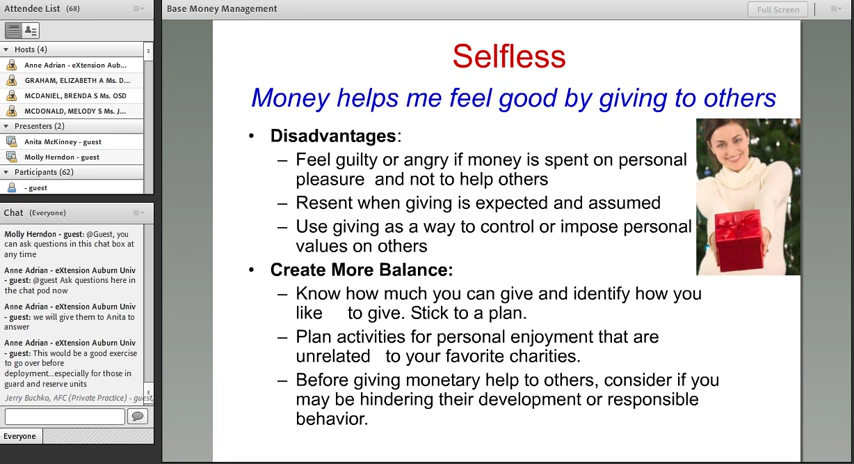 Attendee List (68)
Hosts (4)
Anne Adrian - eXtension Aub...
GRAHAM, ELIZABETH A Ms. D...
MCDANIEL, BRENDA S Ms. OSD
MCDONALD, MELODY S Ms. J...
Presenters (2)
Anita McKinney - guest
Molly Herndon - guest
Participants (62)
- guest
Chat (Everyone)
Molly Herndon - guest: @Guest, you
can ask questions in this chat box at
any time
Anne Adrian - eXtension Auburn Univ
- guest: @guest Ask questions here in
the chat pod now
Anne Adrian - eXtension Auburn Univ
- guest: we will give them to Anita to
answer
Anne Adrian - eXtension Auburn Univ
- guest: This would be a good exercise
to go over before
deployment...especially for those in
guard and reserve units
Jerry Buchko, AFC (Private Practice) - guest,
Everyone
Base Money Management
Full Screen
Selfless
Money helps me feel good by giving to others
• Disadvantages:
– Feel guilty or angry if money is spent on personal
pleasure and not to help others
– Resent when giving is expected and assumed
– Use giving as a way to control or impose personal
values on others
• Create More Balance:
– Know how much you can give and identify how you
like to give. Stick to a plan.
– Plan activities for personal enjoyment that are
unrelated to your favorite charities.
– Before giving monetary help to others, consider if you
may be hindering their development or responsible
behavior.